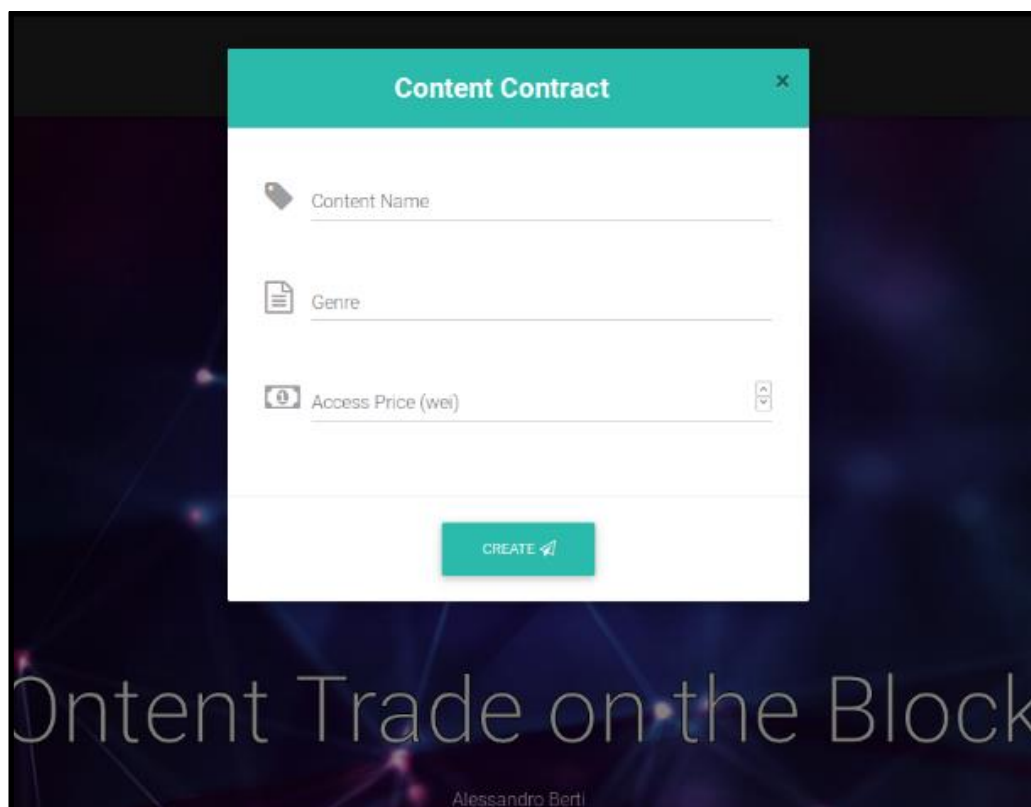 Content Contract
×
Content Name
Genre
Access Price (wei)
CREATE
Ontent Trade on the Block
Alessandro Berti